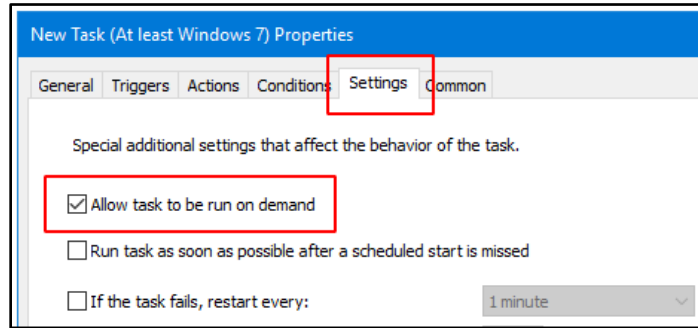 New Task (At least Windows 7) Properties
General Triggers Actions Conditions Settings Common
Special additional settings that affect the behavior of the task.
Allow task to be run on demand
Run task as soon as possible after a scheduled start is missed
If the task fails, restart every: 1 minute